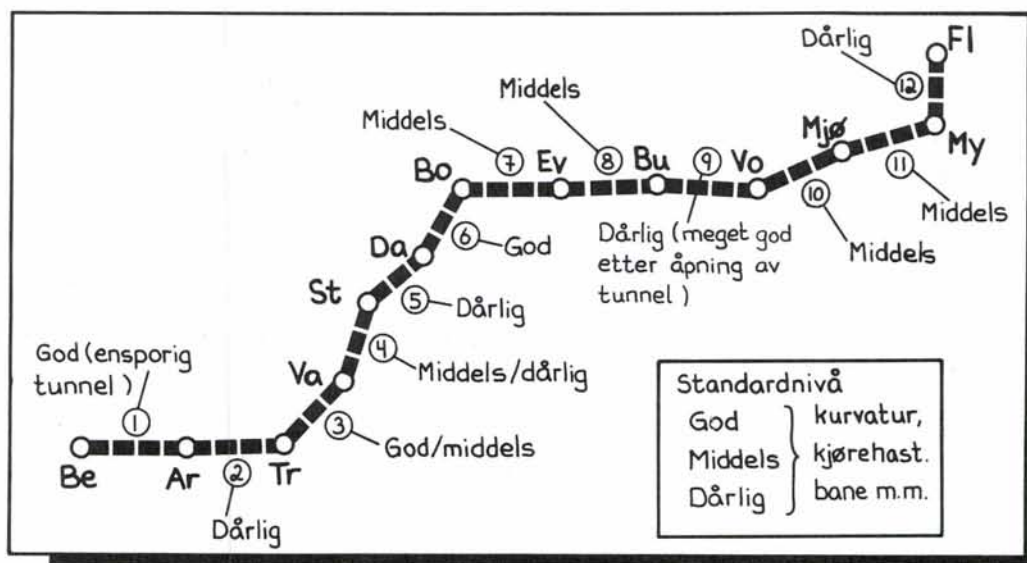 Dårlig
Fl
12
Middels
Middels
Mjø
My
7
Ev
8
Bu
9
Vo
11
Bo
10
Middels
Da
6
God
Dårlig (meget god
etter åpning av
tunnel)
Middels
St
5
Dårlig
God (ensporig
tunnel)
Va
4
Middels/dårlig
1
3
God/middels
Be
Ar
2
Tr
Dårlig
Standardnivå
God
kurvatur,
Middels
kjørehast.
Dårlig
bane m.m.